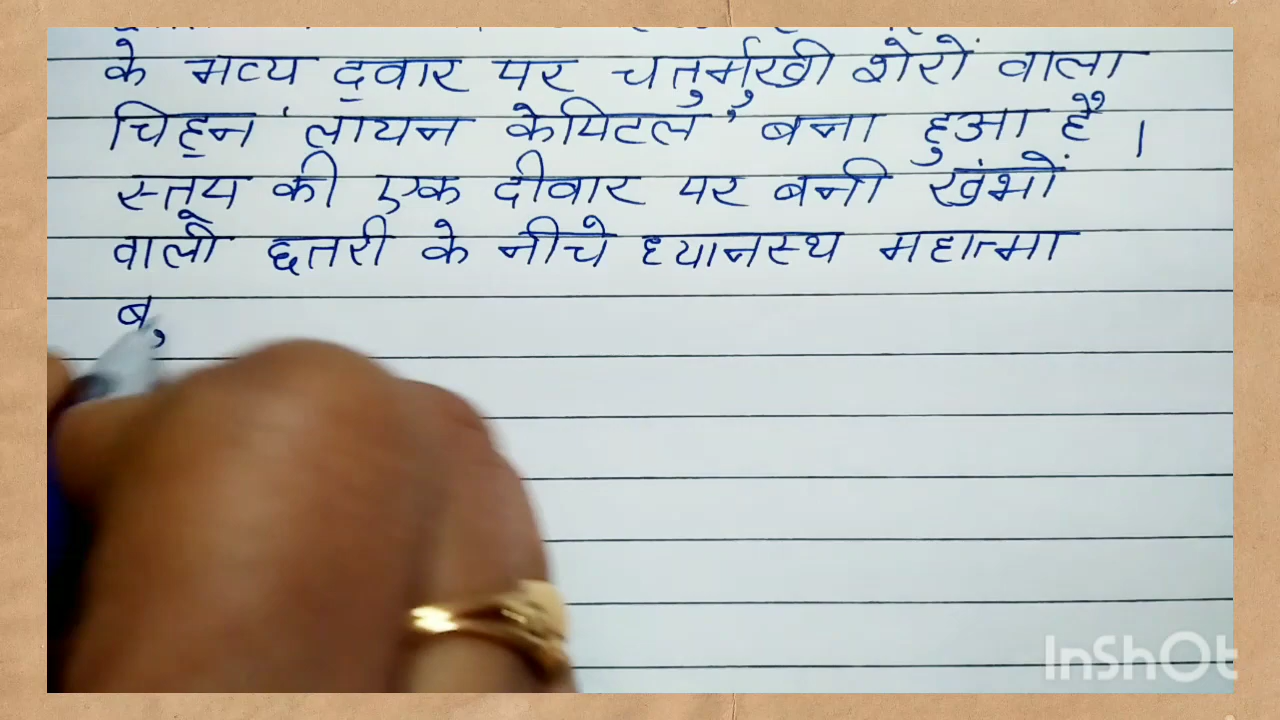 के भव्य द्वार पर चतुर्मुखी शेरों वाला
चिह्न 'लायन केपिटल' बना हुआ है ।
स्तूप की एक दीवार पर बनी खंभों
वाली छतरी के नीचे ध्यानस्थ महात्मा
बु
InShOt